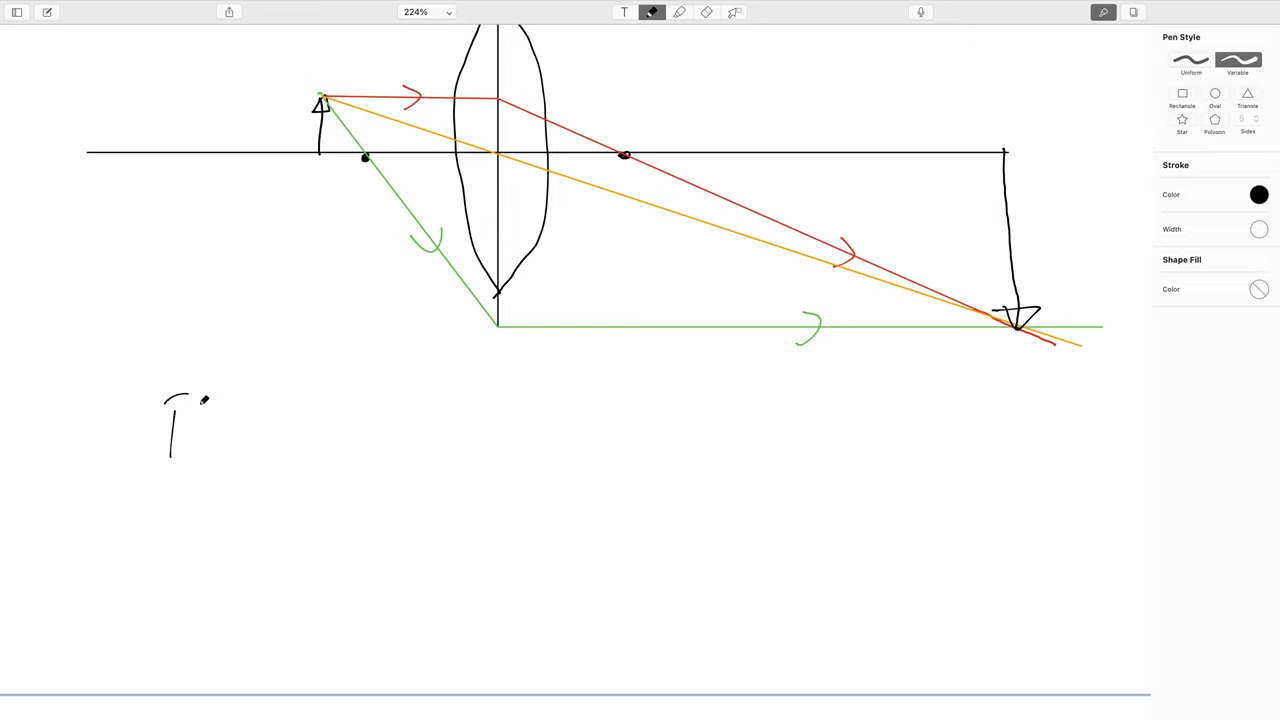 224%
T
Pen Style
Uniform Variable
Rectangle Oval Triangle
Star Polygon 5 Sides
Stroke
Color
Width
Shape Fill
Color